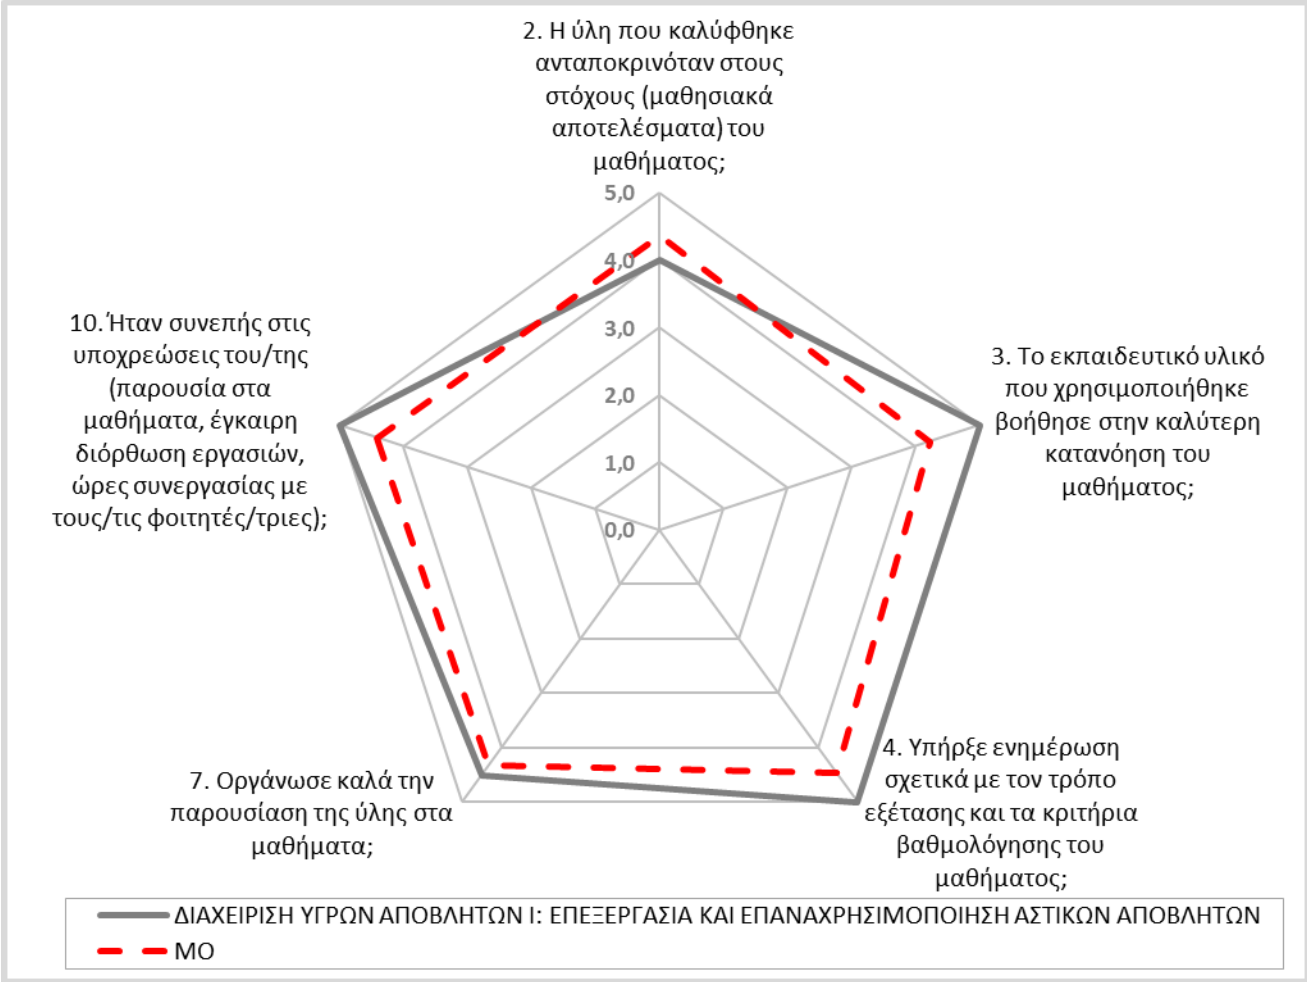 2. Η ύλη που καλύφθηκε
ανταποκρινόταν στους
στόχους (μαθησιακά
αποτελέσματα) του
μαθήματος;
5,0
4,0
3,0
2,0
1,0
0,0
3. Το εκπαιδευτικό υλικό
που χρησιμοποιήθηκε
βοήθησε στην καλύτερη
κατανόηση του
μαθήματος;
4. Υπήρξε ενημέρωση
σχετικά με τον τρόπο
εξέτασης και τα κριτήρια
βαθμολόγησης του
μαθήματος;
7. Οργάνωσε καλά την
παρουσίαση της ύλης στα
μαθήματα;
10. Ήταν συνεπής στις
υποχρεώσεις του/της
(παρουσία στα
μαθήματα, έγκαιρη
διόρθωση εργασιών,
ώρες συνεργασίας με
τους/τις φοιτητές/τριες);
ΔΙΑΧΕΙΡΙΣΗ ΥΓΡΩΝ ΑΠΟΒΛΗΤΩΝ Ι: ΕΠΕΞΕΡΓΑΣΙΑ ΚΑΙ ΕΠΑΝΑΧΡΗΣΙΜΟΠΟΙΗΣΗ ΑΣΤΙΚΩΝ ΑΠΟΒΛΗΤΩΝ
ΜΟ